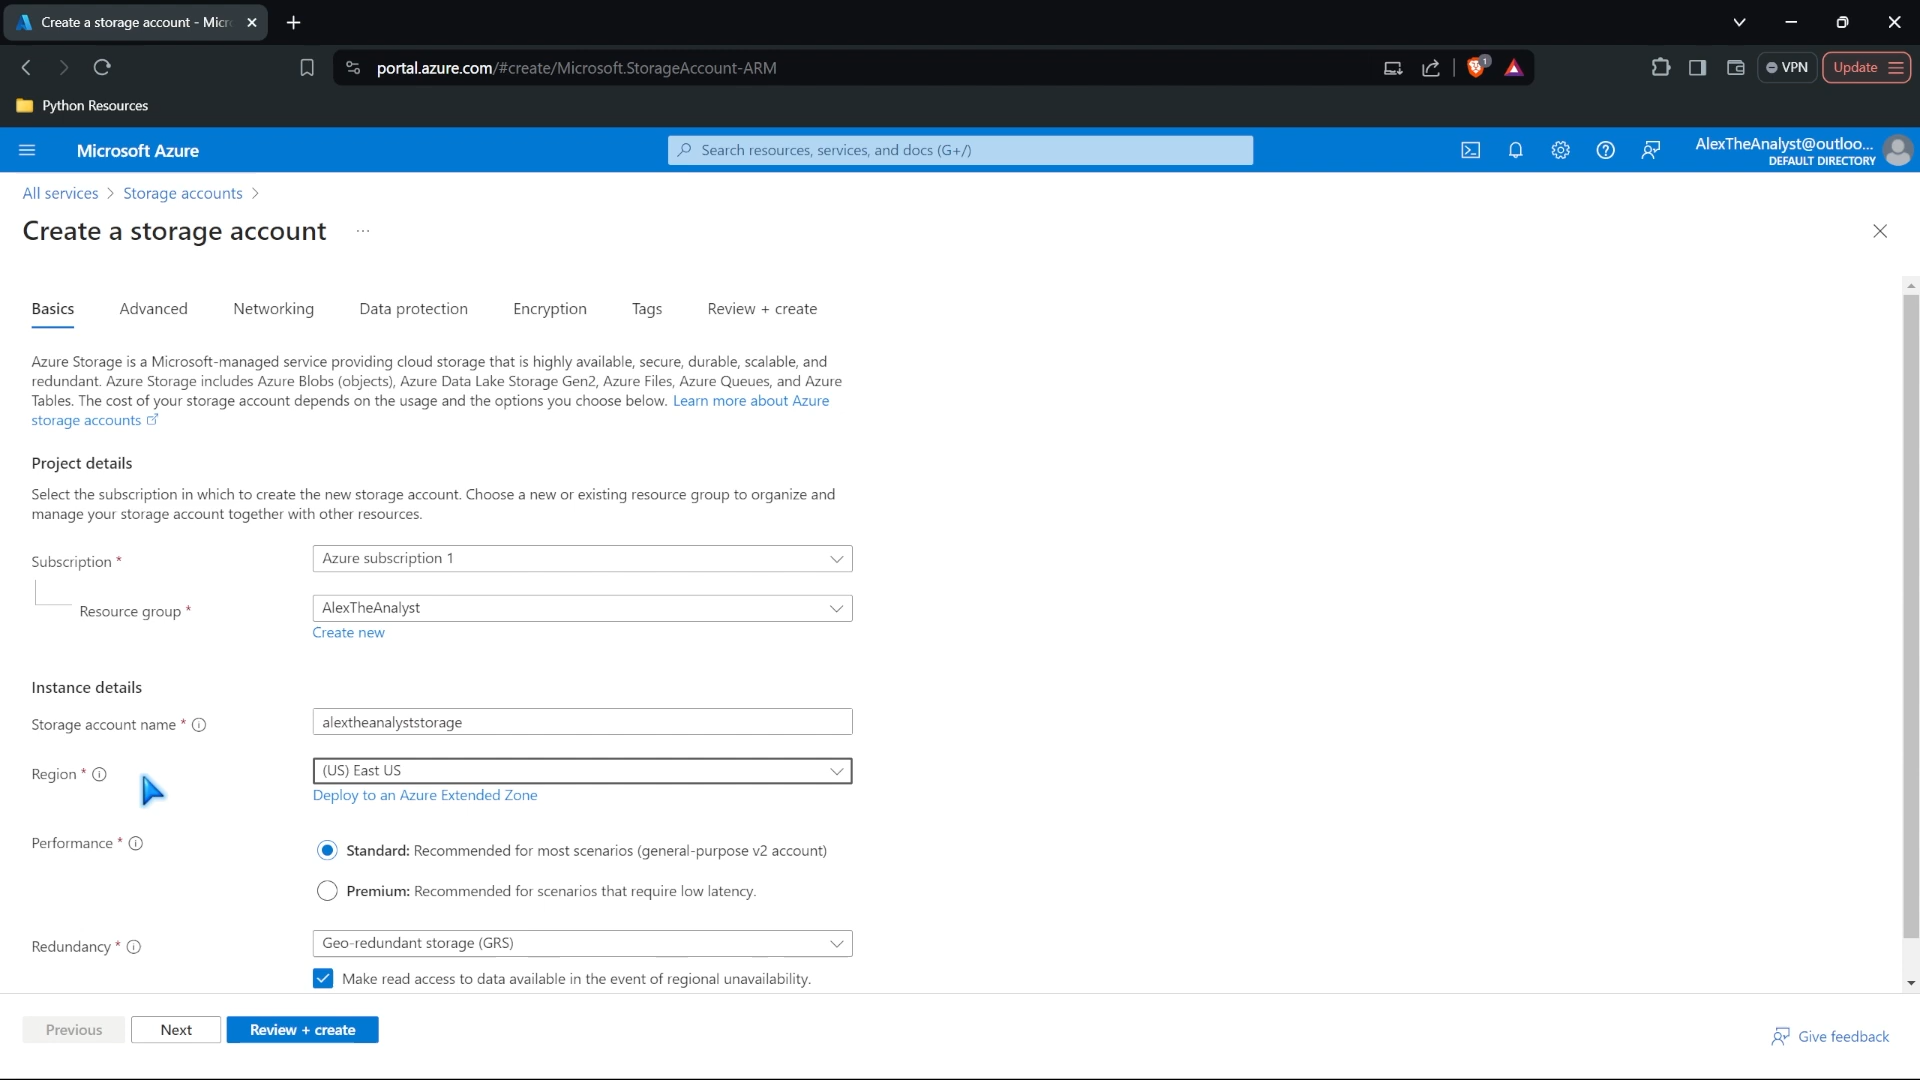 Create a storage account - Micr
portal.azure.com/#create/Microsoft.StorageAccount-ARM
1
VPN
Update
Python Resources
Microsoft Azure
Search resources, services, and docs (G+/)
AlexTheAnalyst@outloo...
DEFAULT DIRECTORY
All services > Storage accounts >
Create a storage account ...
Basics Advanced Networking Data protection Encryption Tags Review + create
Azure Storage is a Microsoft-managed service providing cloud storage that is highly available, secure, durable, scalable, and
redundant. Azure Storage includes Azure Blobs (objects), Azure Data Lake Storage Gen2, Azure Files, Azure Queues, and Azure
Tables. The cost of your storage account depends on the usage and the options you choose below. Learn more about Azure
storage accounts
Project details
Select the subscription in which to create the new storage account. Choose a new or existing resource group to organize and
manage your storage account together with other resources.
Subscription *
Azure subscription 1
Resource group *
AlexTheAnalyst
Create new
Instance details
Storage account name *
alextheanalyststorage
Region *
(US) East US
Deploy to an Azure Extended Zone
Performance *
Standard: Recommended for most scenarios (general-purpose v2 account)
Premium: Recommended for scenarios that require low latency.
Redundancy *
Geo-redundant storage (GRS)
Make read access to data available in the event of regional unavailability.
Previous Next Review + create
Give feedback